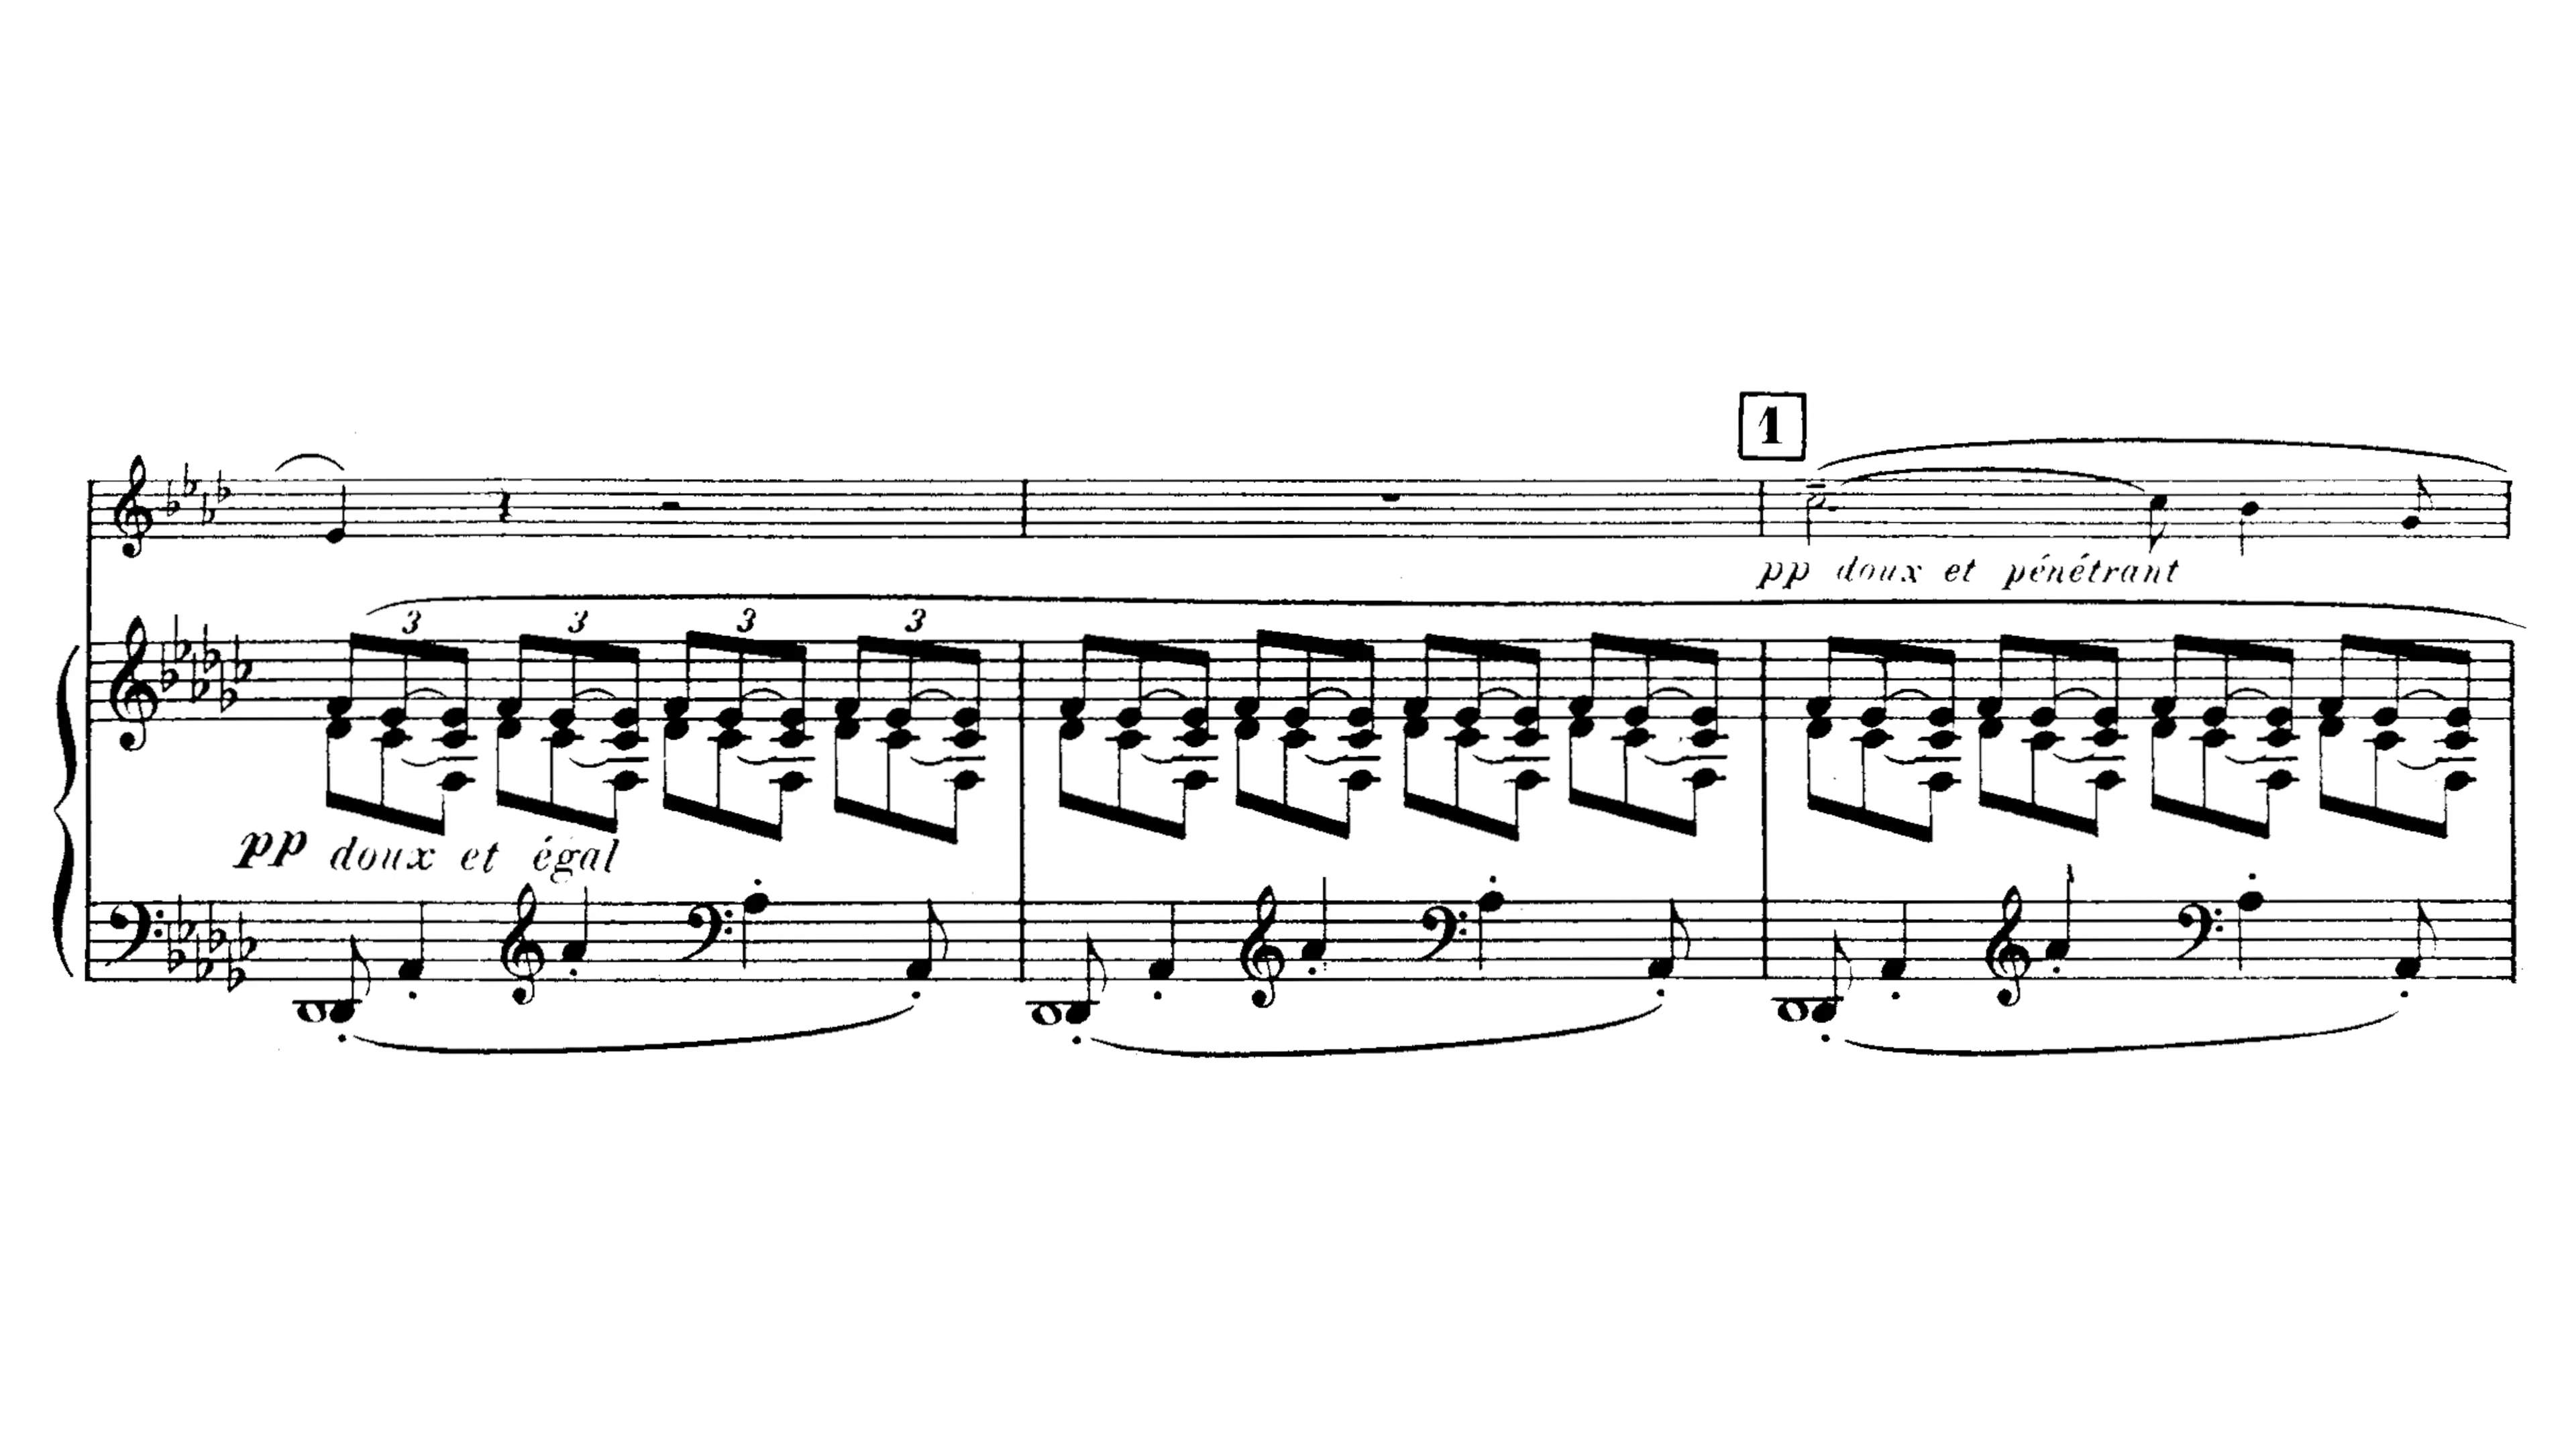 1
pp doux et pénétrant
3 3 3 3
pp doux et égal